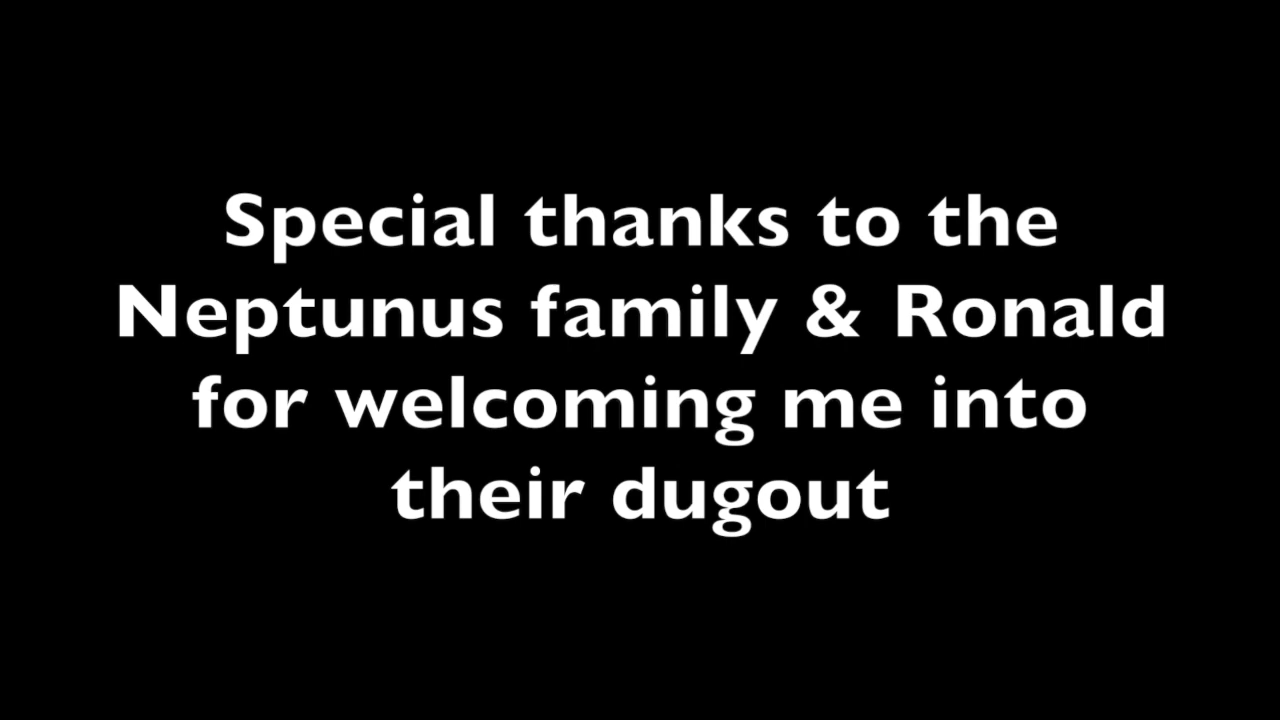 Special thanks to the
Neptunus family & Ronald
for welcoming me into
their dugout